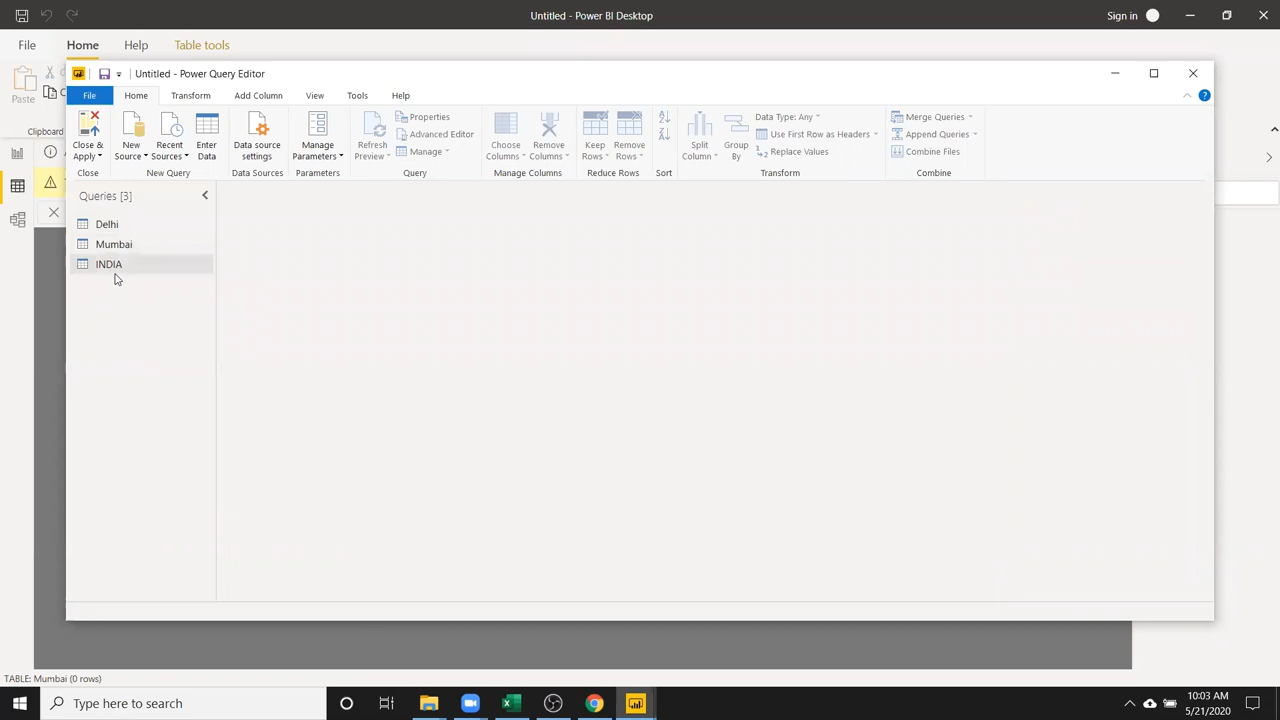 Untitled - Power BI Desktop
Sign in
File
Home
Help
Table tools
Untitled - Power Query Editor
Paste
Clipboard
File
Home
Transform
Add Column
View
Tools
Help
Close &
Apply
New
Source
Recent
Sources
Enter
Data
Data source
settings
Manage
Parameters
Refresh
Preview
Properties
Advanced Editor
Manage
Choose
Columns
Remove
Columns
Keep
Rows
Remove
Rows
Split
Column
Group
By
Data Type: Any
Use First Row as Headers
Replace Values
Merge Queries
Append Queries
Combine Files
Close
New Query
Data Sources
Parameters
Query
Manage Columns
Reduce Rows
Sort
Transform
Combine
Queries [3]
Delhi
Mumbai
INDIA
TABLE: Mumbai (0 rows)
Type here to search
10:03 AM
5/21/2020